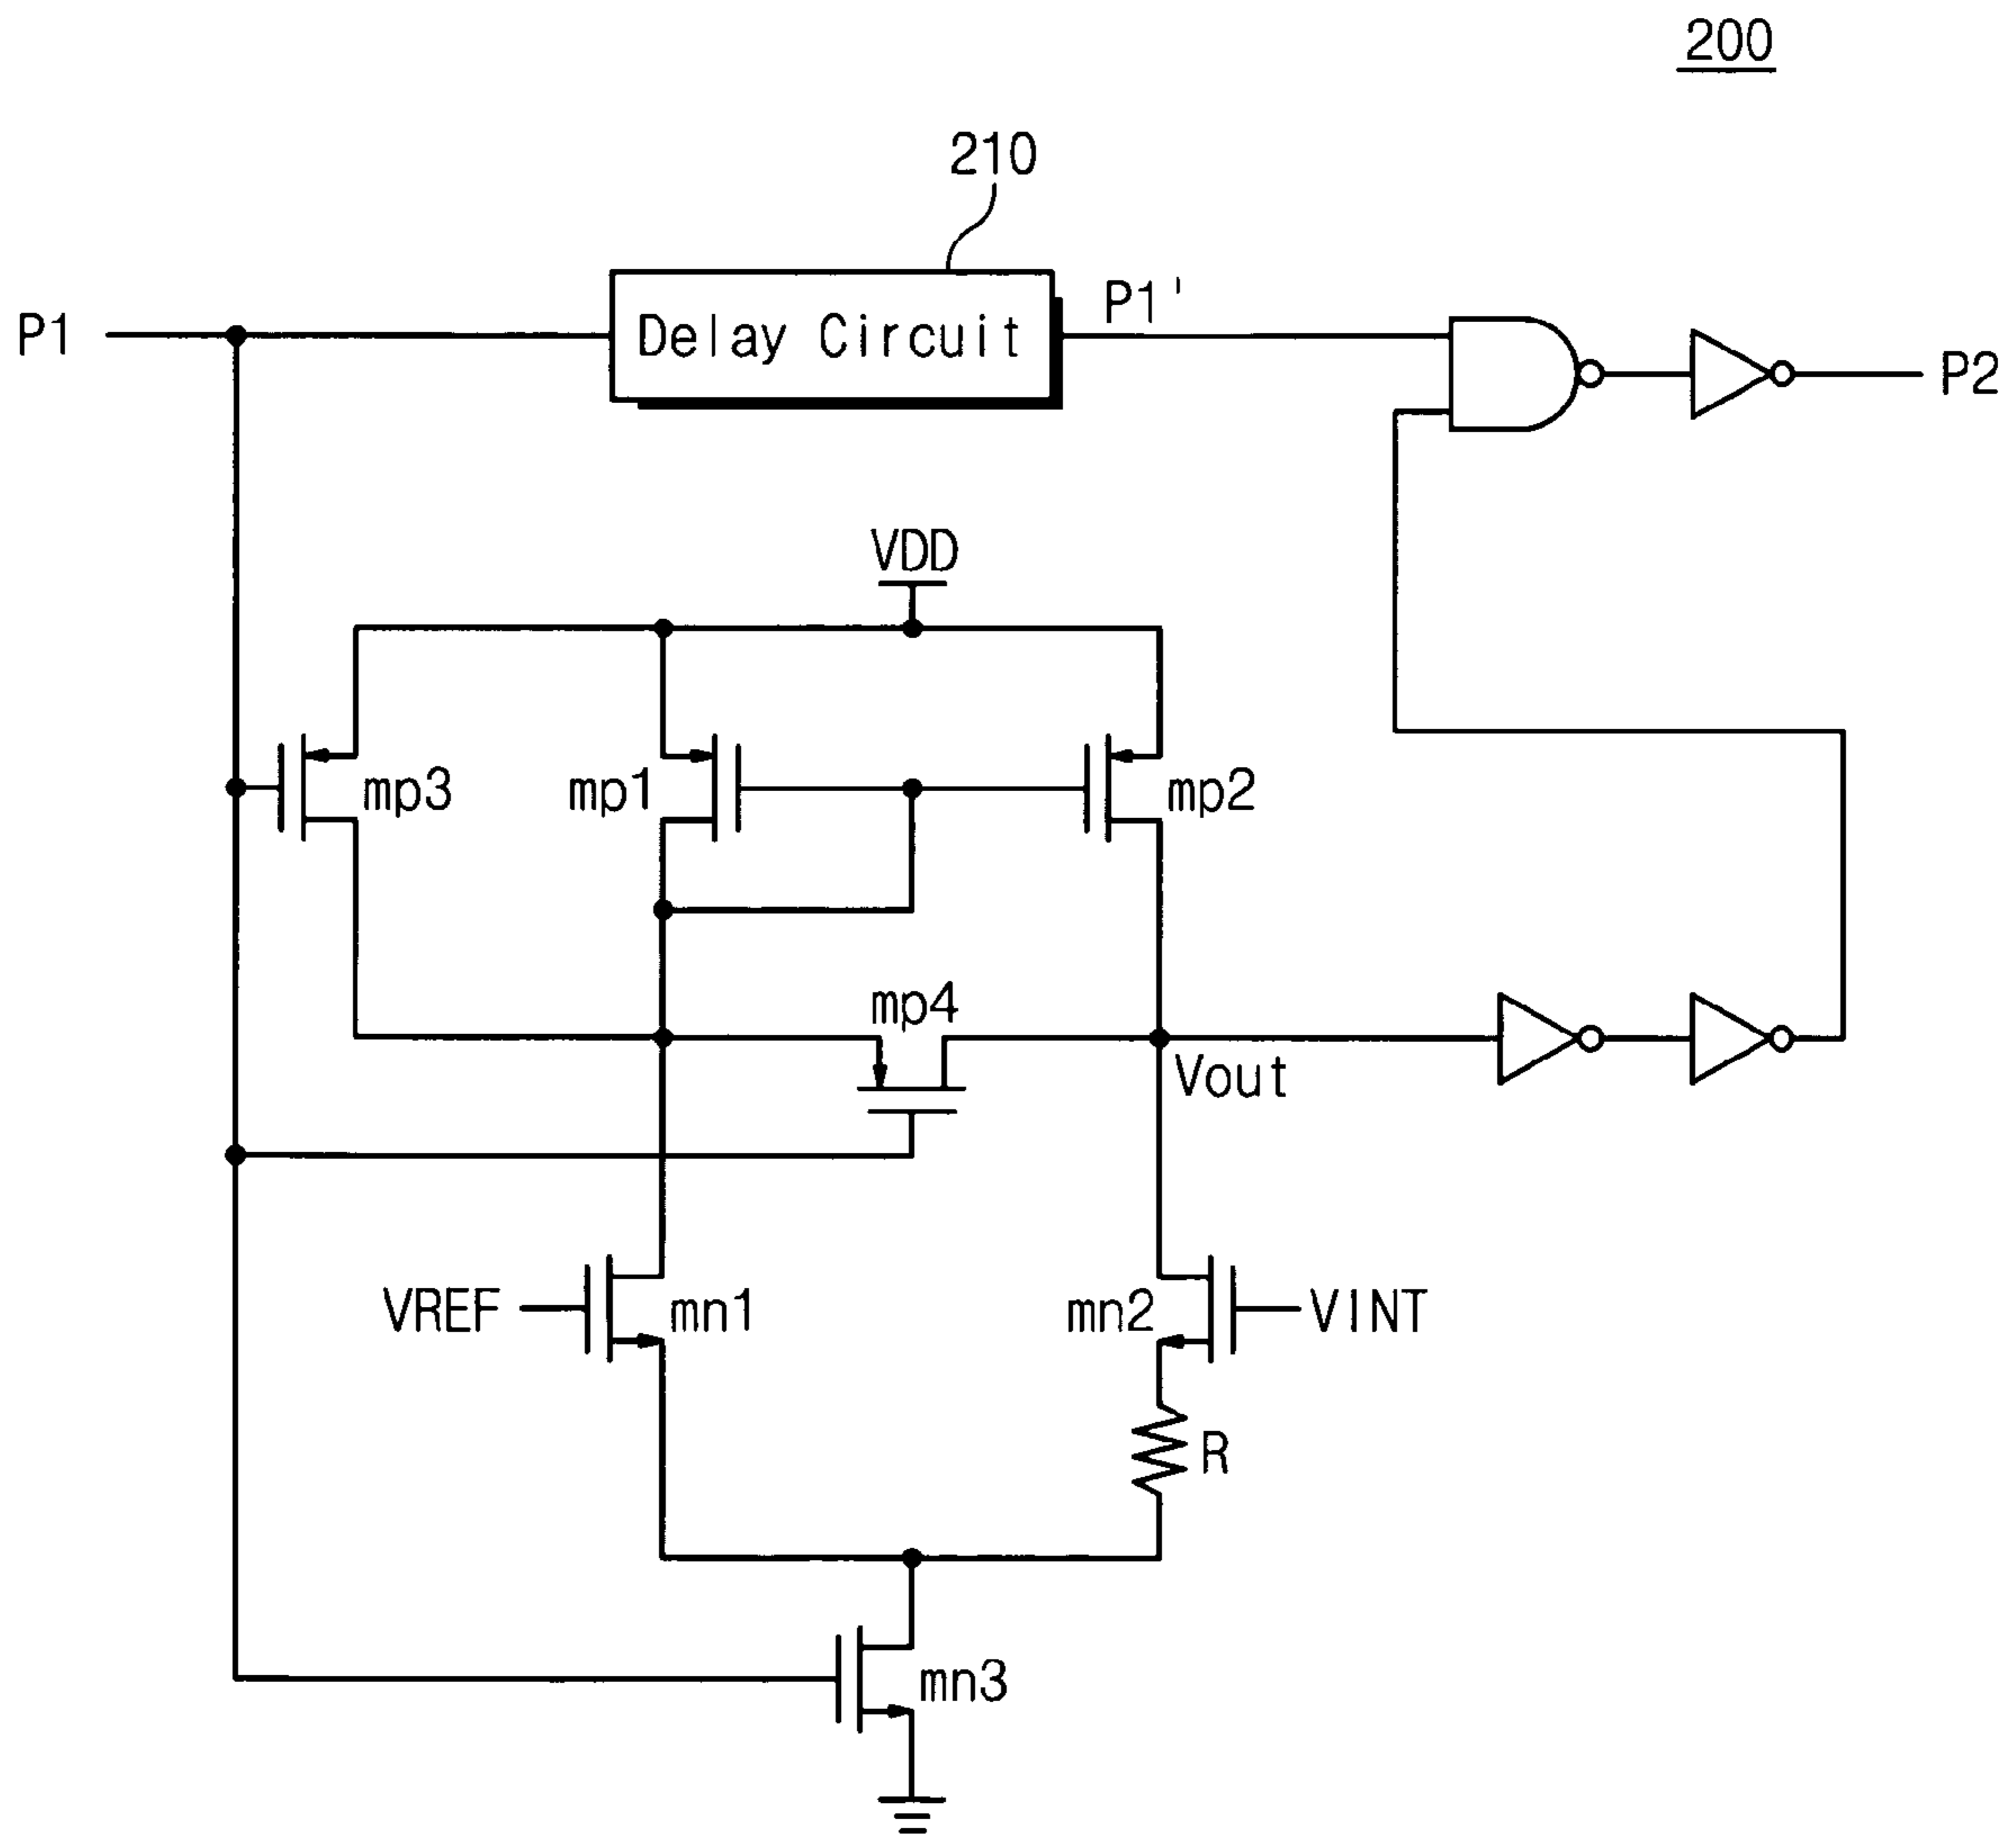 200
210
P1
Delay Circuit
P1'
P2
VDD
mp3
mp1
mp2
mp4
Vout
VREF
mn1
mn2
VINT
R
mn3